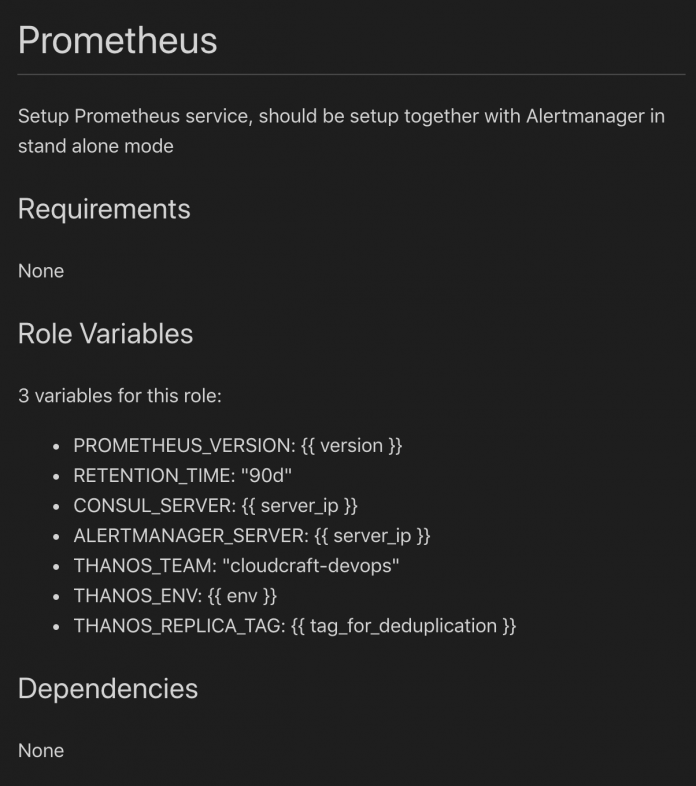 Prometheus
Setup Prometheus service, should be setup together with Alertmanager in
stand alone mode
Requirements
None
Role Variables
3 variables for this role:
• PROMETHEUS_VERSION: {{ version }}
• RETENTION_TIME: "90d"
• CONSUL_SERVER: {{ server_ip }}
• ALERTMANAGER_SERVER: {{ server_ip }}
• THANOS_TEAM: "cloudcraft-devops"
• THANOS_ENV: {{ env }}
• THANOS_REPLICA_TAG: {{ tag_for_deduplication }}
Dependencies
None